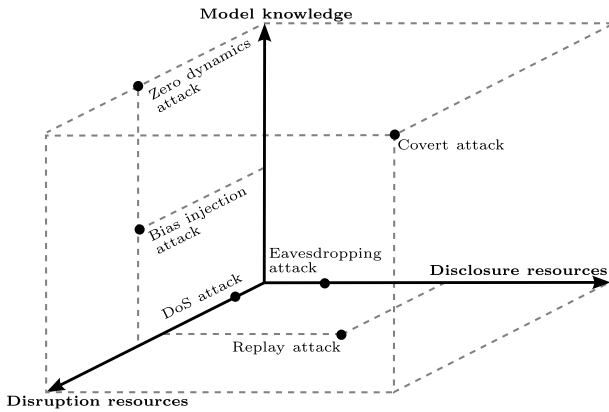 Model knowledge
Zero dynamics
attack
Covert attack
Bias injection
attack
Eavesdropping
attack
Disclosure resources
DoS attack
Replay attack
Disruption resources